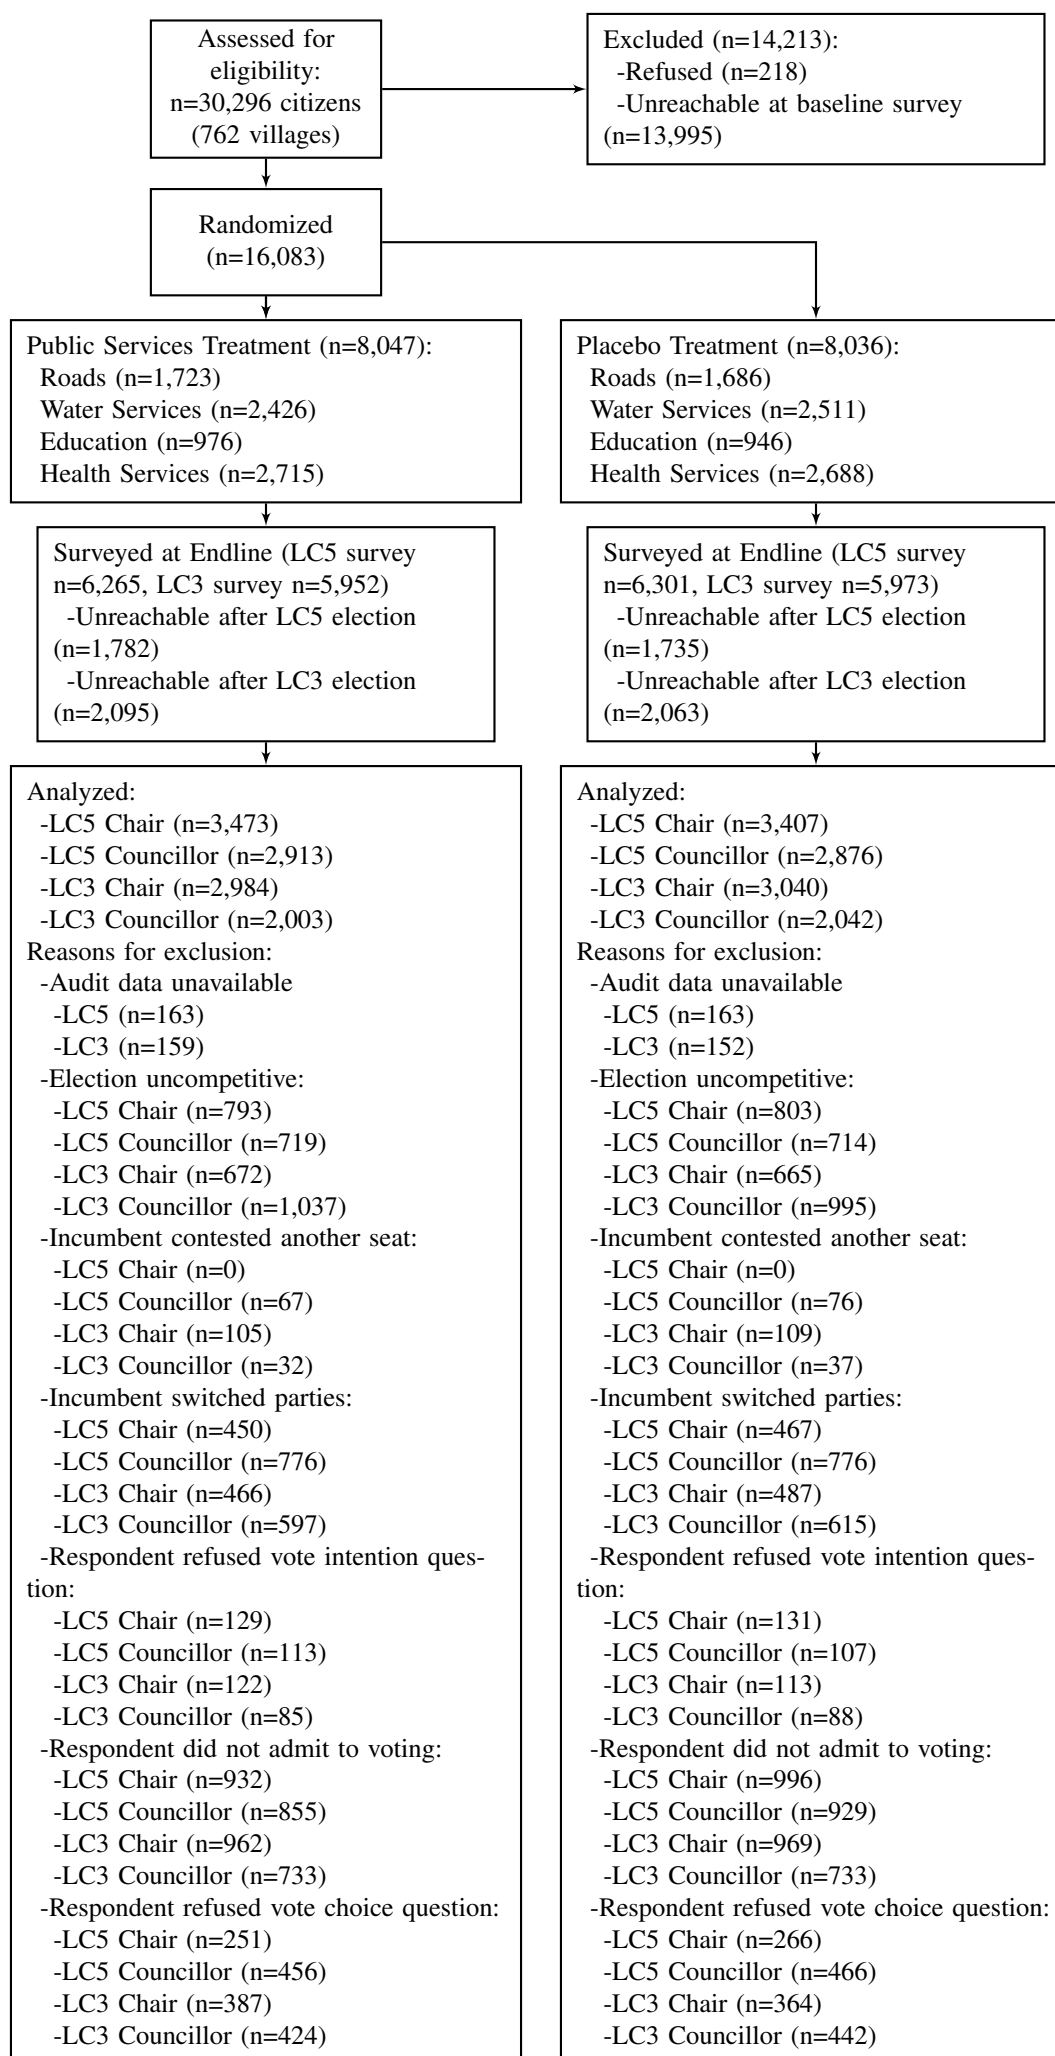 Assessed for
eligibility:
n=30,296 citizens
(762 villages)
Excluded (n=14,213):
-Refused (n=218)
-Unreachable at baseline survey
(n=13,995)
Randomized
(n=16,083)
Public Services Treatment (n=8,047):
Roads (n=1,723)
Water Services (n=2,426)
Education (n=976)
Health Services (n=2,715)
Placebo Treatment (n=8,036):
Roads (n=1,686)
Water Services (n=2,511)
Education (n=946)
Health Services (n=2,688)
Surveyed at Endline (LC5 survey
n=6,265, LC3 survey n=5,952)
-Unreachable after LC5 election
(n=1,782)
-Unreachable after LC3 election
(n=2,095)
Surveyed at Endline (LC5 survey
n=6,301, LC3 survey n=5,973)
-Unreachable after LC5 election
(n=1,735)
-Unreachable after LC3 election
(n=2,063)
Analyzed:
-LC5 Chair (n=3,473)
-LC5 Councillor (n=2,913)
-LC3 Chair (n=2,984)
-LC3 Councillor (n=2,003)
Reasons for exclusion:
-Audit data unavailable
-LC5 (n=163)
-LC3 (n=159)
-Election uncompetitive:
-LC5 Chair (n=793)
-LC5 Councillor (n=719)
-LC3 Chair (n=672)
-LC3 Councillor (n=1,037)
-Incumbent contested another seat:
-LC5 Chair (n=0)
-LC5 Councillor (n=67)
-LC3 Chair (n=105)
-LC3 Councillor (n=32)
-Incumbent switched parties:
-LC5 Chair (n=450)
-LC5 Councillor (n=776)
-LC3 Chair (n=466)
-LC3 Councillor (n=597)
-Respondent refused vote intention ques-
tion:
-LC5 Chair (n=129)
-LC5 Councillor (n=113)
-LC3 Chair (n=122)
-LC3 Councillor (n=85)
-Respondent did not admit to voting:
-LC5 Chair (n=932)
-LC5 Councillor (n=855)
-LC3 Chair (n=962)
-LC3 Councillor (n=733)
-Respondent refused vote choice question:
-LC5 Chair (n=251)
-LC5 Councillor (n=456)
-LC3 Chair (n=387)
-LC3 Councillor (n=424)
Analyzed:
-LC5 Chair (n=3,407)
-LC5 Councillor (n=2,876)
-LC3 Chair (n=3,040)
-LC3 Councillor (n=2,042)
Reasons for exclusion:
-Audit data unavailable
-LC5 (n=163)
-LC3 (n=152)
-Election uncompetitive:
-LC5 Chair (n=803)
-LC5 Councillor (n=714)
-LC3 Chair (n=665)
-LC3 Councillor (n=995)
-Incumbent contested another seat:
-LC5 Chair (n=0)
-LC5 Councillor (n=76)
-LC3 Chair (n=109)
-LC3 Councillor (n=37)
-Incumbent switched parties:
-LC5 Chair (n=467)
-LC5 Councillor (n=776)
-LC3 Chair (n=487)
-LC3 Councillor (n=615)
-Respondent refused vote intention ques-
tion:
-LC5 Chair (n=131)
-LC5 Councillor (n=107)
-LC3 Chair (n=113)
-LC3 Councillor (n=88)
-Respondent did not admit to voting:
-LC5 Chair (n=996)
-LC5 Councillor (n=929)
-LC3 Chair (n=969)
-LC3 Councillor (n=733)
-Respondent refused vote choice question:
-LC5 Chair (n=266)
-LC5 Councillor (n=466)
-LC3 Chair (n=364)
-LC3 Councillor (n=442)